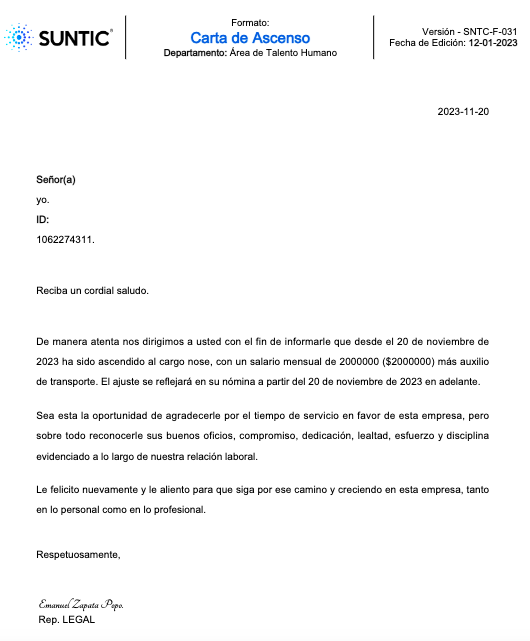 SUNTIC
Formato:
Carta de Ascenso
Departamento: Área de Talento Humano
Versión - SNTC-F-031
Fecha de Edición: 12-01-2023
2023-11-20
Señor(a)
yo.
ID:
1062274311.
Reciba un cordial saludo.
De manera atenta nos dirigimos a usted con el fin de informarle que desde el 20 de noviembre de
2023 ha sido ascendido al cargo nose, con un salario mensual de 2000000 ($2000000) más auxilio
de transporte. El ajuste se reflejará en su nómina a partir del 20 de noviembre de 2023 en adelante.
Sea esta la oportunidad de agradecerle por el tiempo de servicio en favor de esta empresa, pero
sobre todo reconocerle sus buenos oficios, compromiso, dedicación, lealtad, esfuerzo y disciplina
evidenciado a lo largo de nuestra relación laboral.
Le felicito nuevamente y le aliento para que siga por ese camino y creciendo en esta empresa, tanto
en lo personal como en lo profesional.
Respetuosamente,
Emanuel Zapata Popo.
Rep. LEGAL